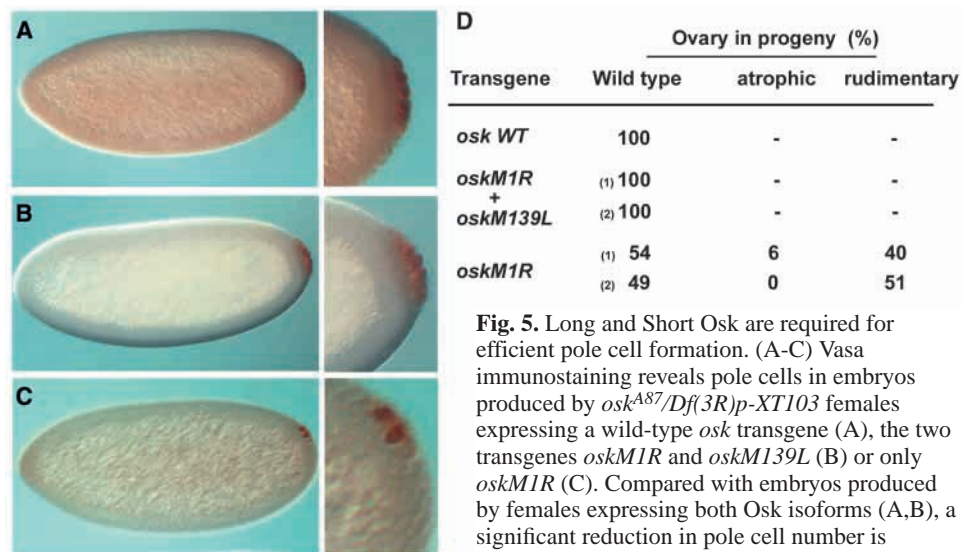 A
B
C
D
Ovary in progeny (%)
Transgene Wild type atrophic rudimentary
osk WT 100 - -
oskM1R (1) 100 - -
+
oskM139L (2) 100 - -
oskM1R (1) 54 6 40
(2) 49 0 51
Fig. 5. Long and Short Osk are required for
efficient pole cell formation. (A-C) Vasa
immunostaining reveals pole cells in embryos
produced by oskA87/Df(3R)p-XT103 females
expressing a wild-type osk transgene (A), the two
transgenes oskM1R and oskM139L (B) or only
oskM1R (C). Compared with embryos produced
by females expressing both Osk isoforms (A,B), a
significant reduction in pole cell number is